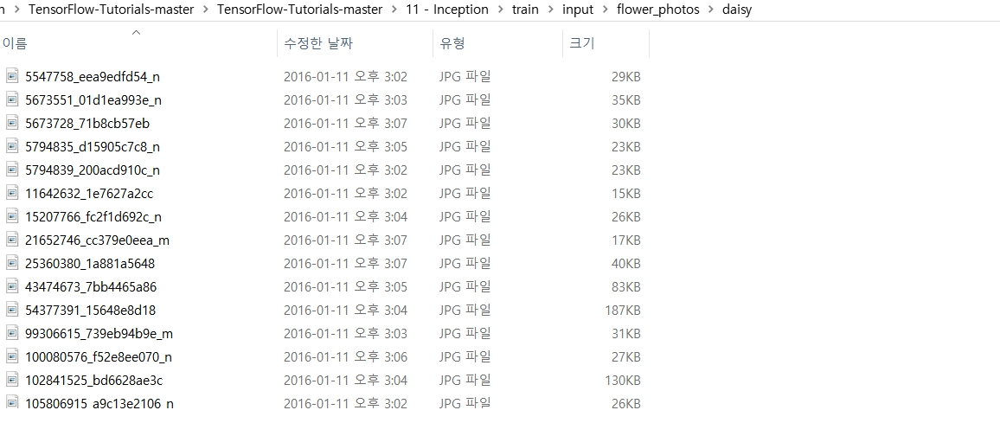 n > TensorFlow-Tutorials-master > TensorFlow-Tutorials-master > 11 - Inception > train > input > flower_photos > daisy
이름 수정한 날짜 유형 크기
5547758_eea9edfd54_n 2016-01-11 오후 3:02 JPG 파일 29KB
5673551_01d1ea993e_n 2016-01-11 오후 3:03 JPG 파일 35KB
5673728_71b8cb57eb 2016-01-11 오후 3:07 JPG 파일 30KB
5794835_d15905c7c8_n 2016-01-11 오후 3:05 JPG 파일 23KB
5794839_200acd910c_n 2016-01-11 오후 3:02 JPG 파일 23KB
11642632_1e7627a2cc 2016-01-11 오후 3:02 JPG 파일 15KB
15207766_fc2f1d692c_n 2016-01-11 오후 3:04 JPG 파일 26KB
21652746_cc379e0eea_m 2016-01-11 오후 3:07 JPG 파일 17KB
25360380_1a881a5648 2016-01-11 오후 3:07 JPG 파일 40KB
43474673_7bb4465a86 2016-01-11 오후 3:05 JPG 파일 83KB
54377391_15648e8d18 2016-01-11 오후 3:04 JPG 파일 187KB
99306615_739eb94b9e_m 2016-01-11 오후 3:03 JPG 파일 31KB
100080576_f52e8ee070_n 2016-01-11 오후 3:06 JPG 파일 27KB
102841525_bd6628ae3c 2016-01-11 오후 3:04 JPG 파일 130KB
105806915_a9c13e2106_n 2016-01-11 오후 3:02 JPG 파일 26KB